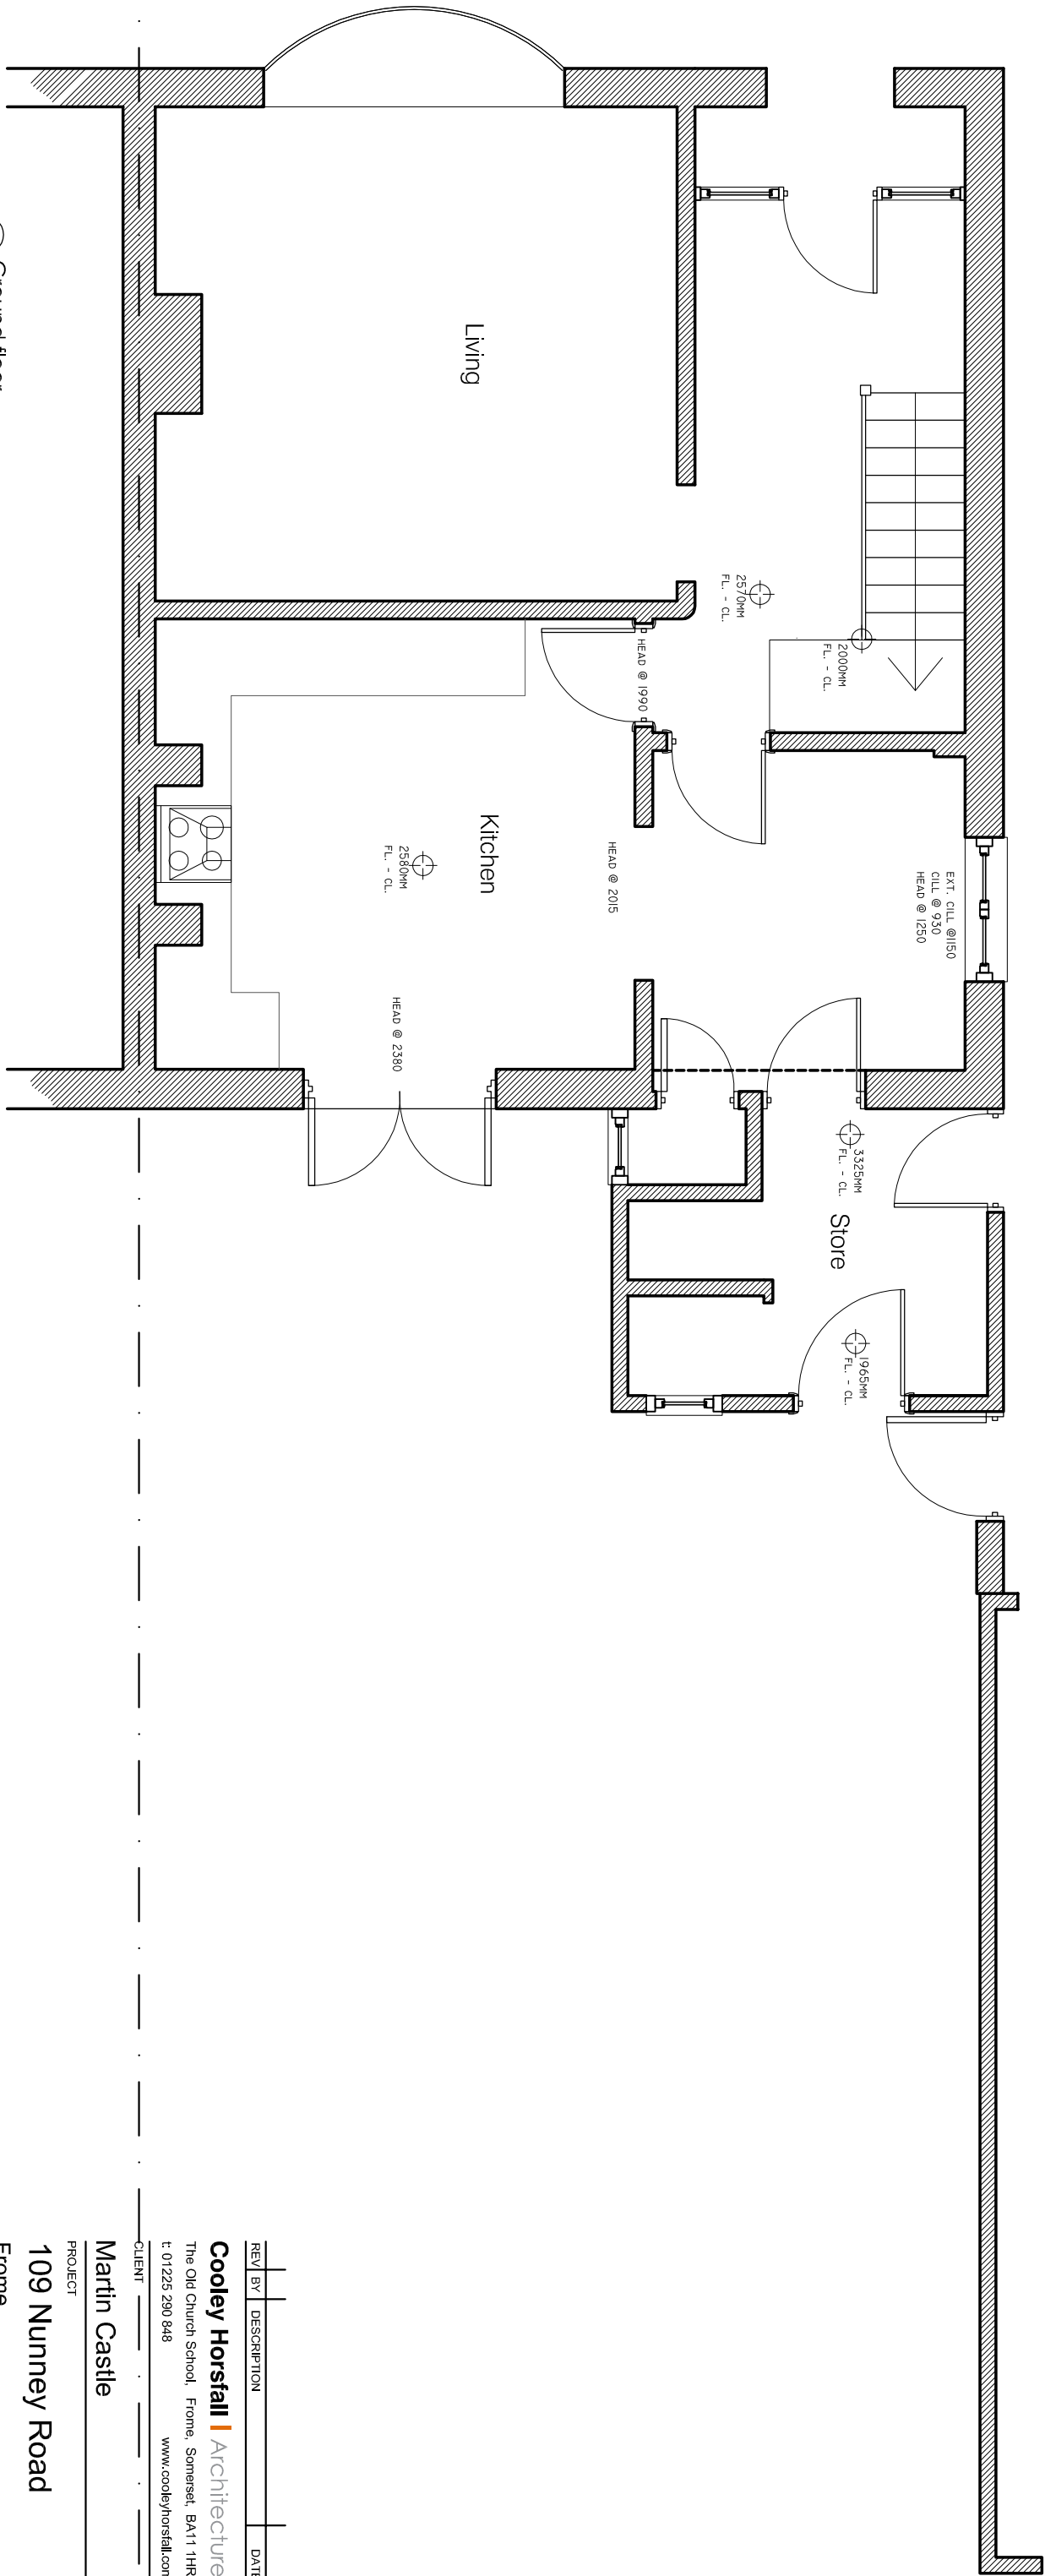 EXT. CILL @1150
CILL @ 930
HEAD @ 1250
2000MM
FL. - CL.
3325MM
FL. - CL.
1965MM
FL. - CL.
Store
2570MM
FL. - CL.
HEAD @ 1990
HEAD @ 2015
Living
Kitchen
2580MM
FL. - CL.
HEAD @ 2380
REV BY DESCRIPTION DATE
Cooley Horsfall | Architecture
The Old Church School, Frome, Somerset, BA11 1HR
t: 01225 290 848 www.cooleyhorsfall.com
CLIENT
Martin Castle
PROJECT
109 Nunney Road
Frome
Ground floor